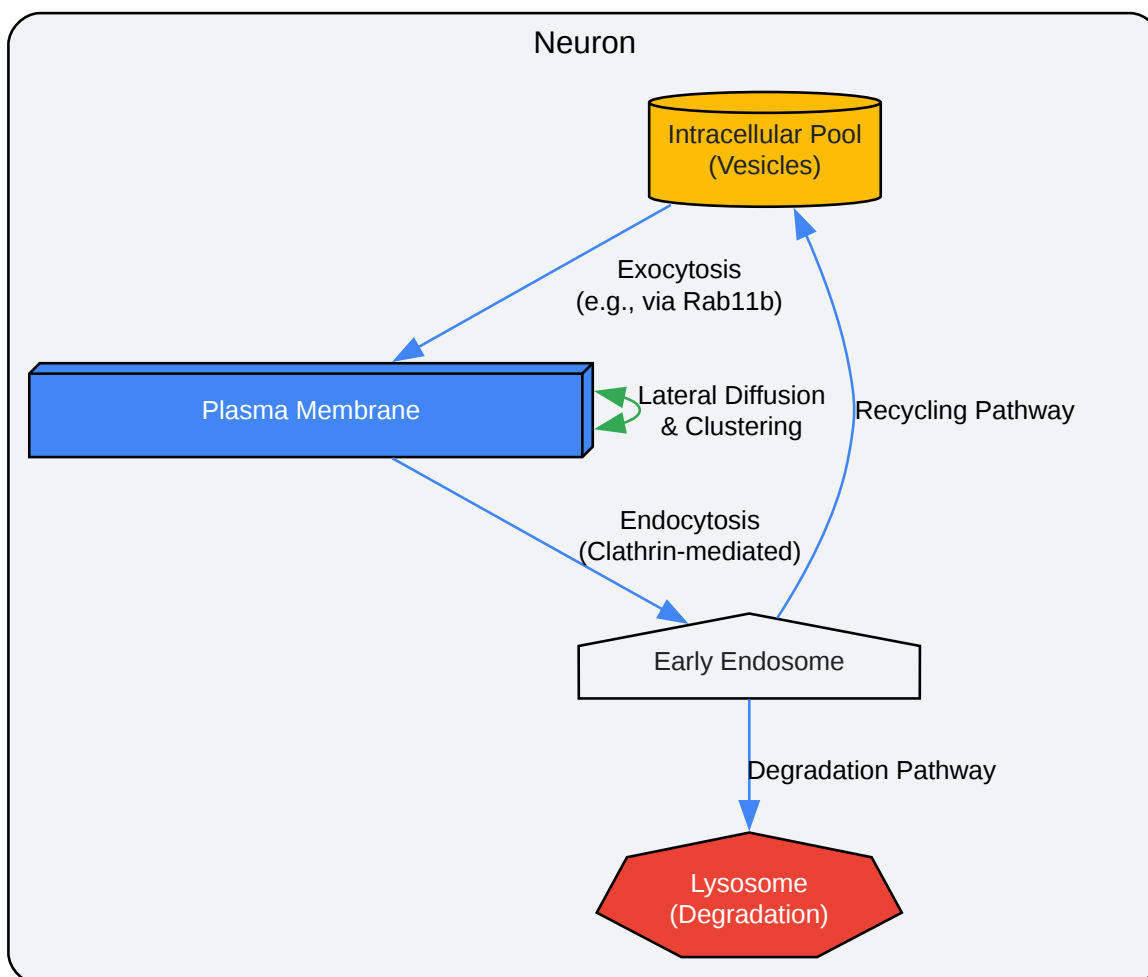 Neuron
Intracellular Pool
(Vesicles)
Exocytosis
(e.g., via Rab11b)
Plasma Membrane
Lateral Diffusion
& Clustering
Recycling Pathway
Endocytosis
(Clathrin-mediated)
Early Endosome
Degradation Pathway
Lysosome
(Degradation)